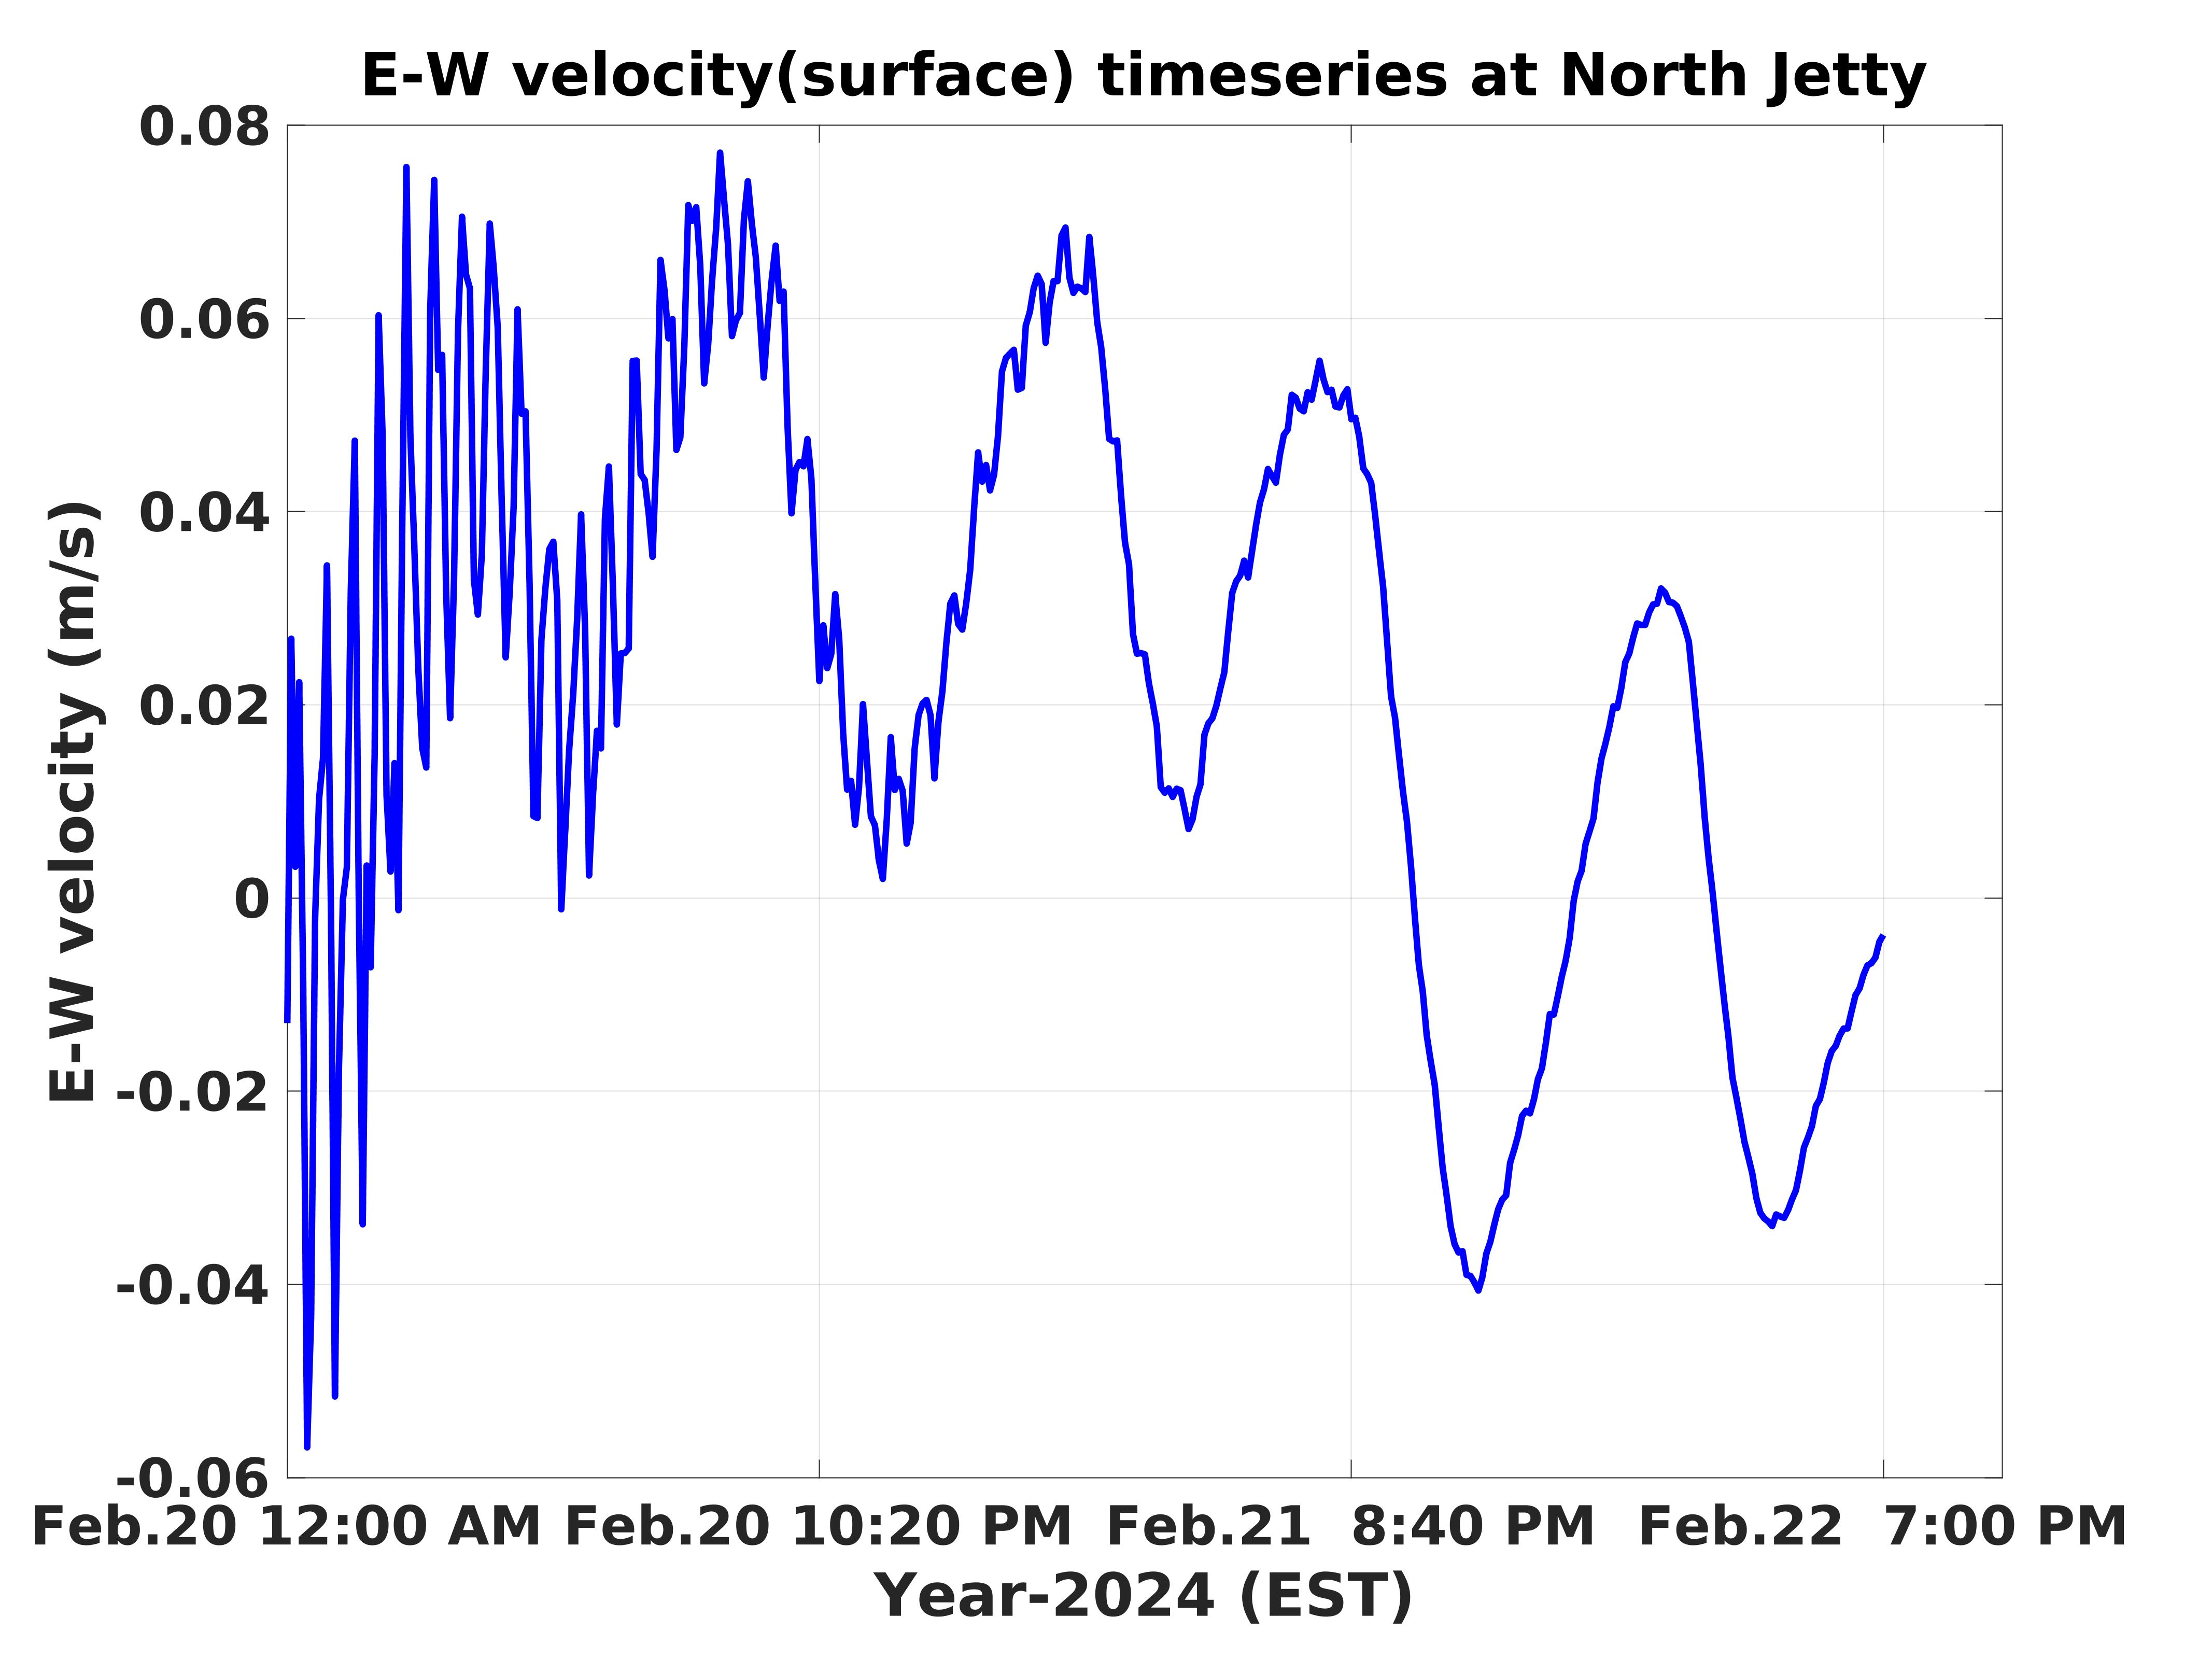 E-W velocity(surface) timeseries at North Jetty
E-W velocity (m/s)
0.08
0.06
0.04
0.02
0
-0.02
-0.04
-0.06
Feb.20 12:00 AM Feb.20 10:20 PM Feb.21 8:40 PM Feb.22 7:00 PM
Year-2024 (EST)